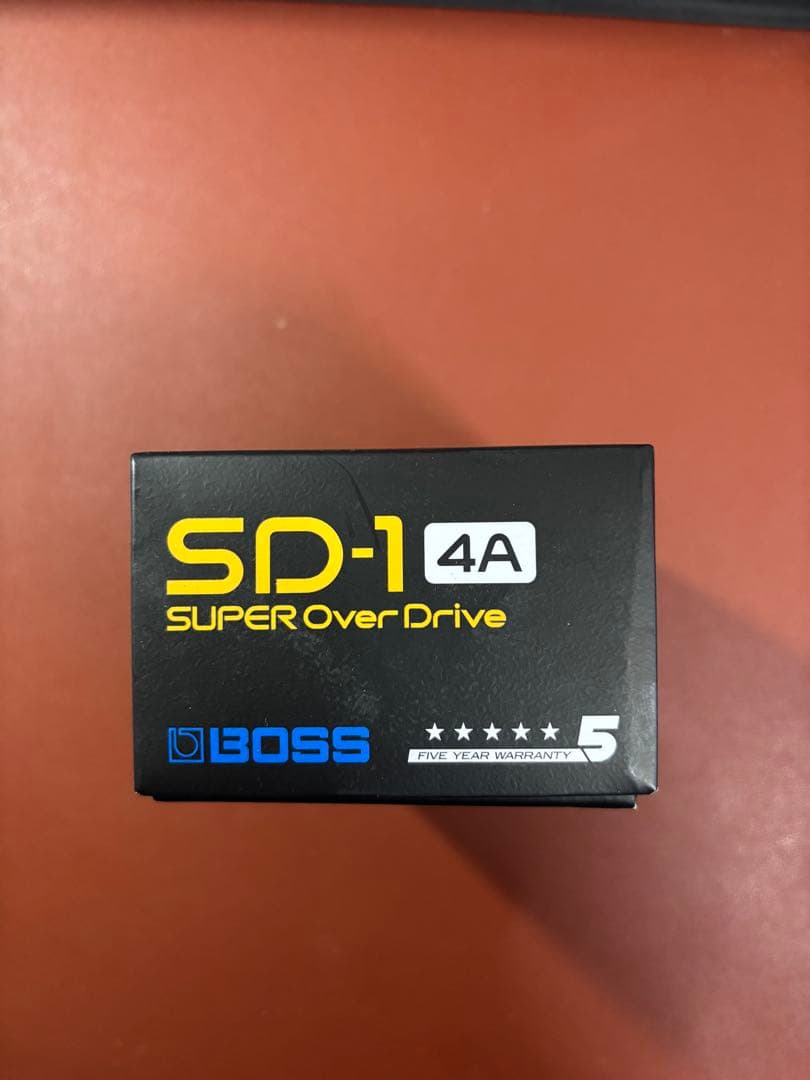 SD-1 4A
SUPER Over Drive
BOSS
FIVE YEAR WARRANTY 5